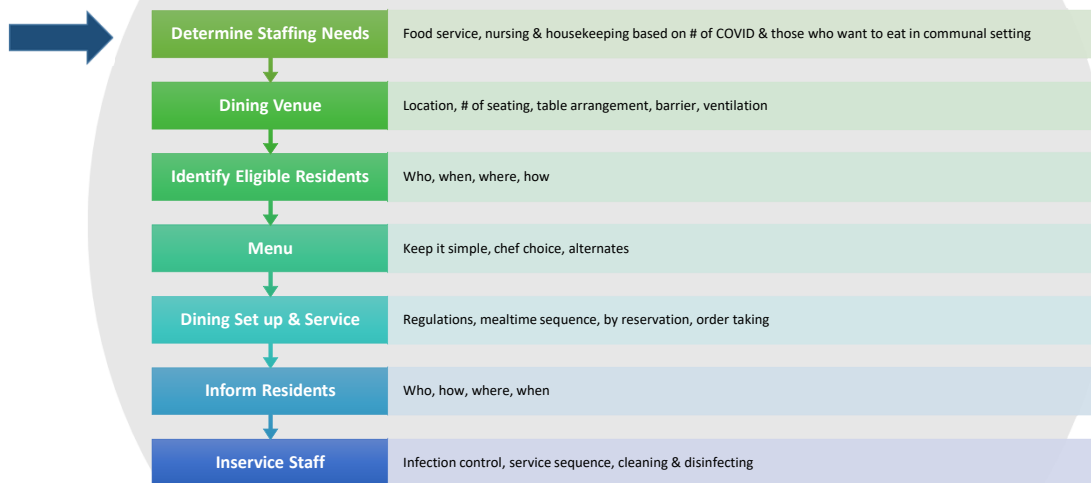 Determine Staffing Needs
Food service, nursing & housekeeping based on # of COVID & those who want to eat in communal setting
Dining Venue
Location, # of seating, table arrangement, barrier, ventilation
Identify Eligible Residents
Who, when, where, how
Menu
Keep it simple, chef choice, alternates
Dining Set up & Service
Regulations, mealtime sequence, by reservation, order taking
Inform Residents
Who, how, where, when
Inservice Staff
Infection control, service sequence, cleaning & disinfecting